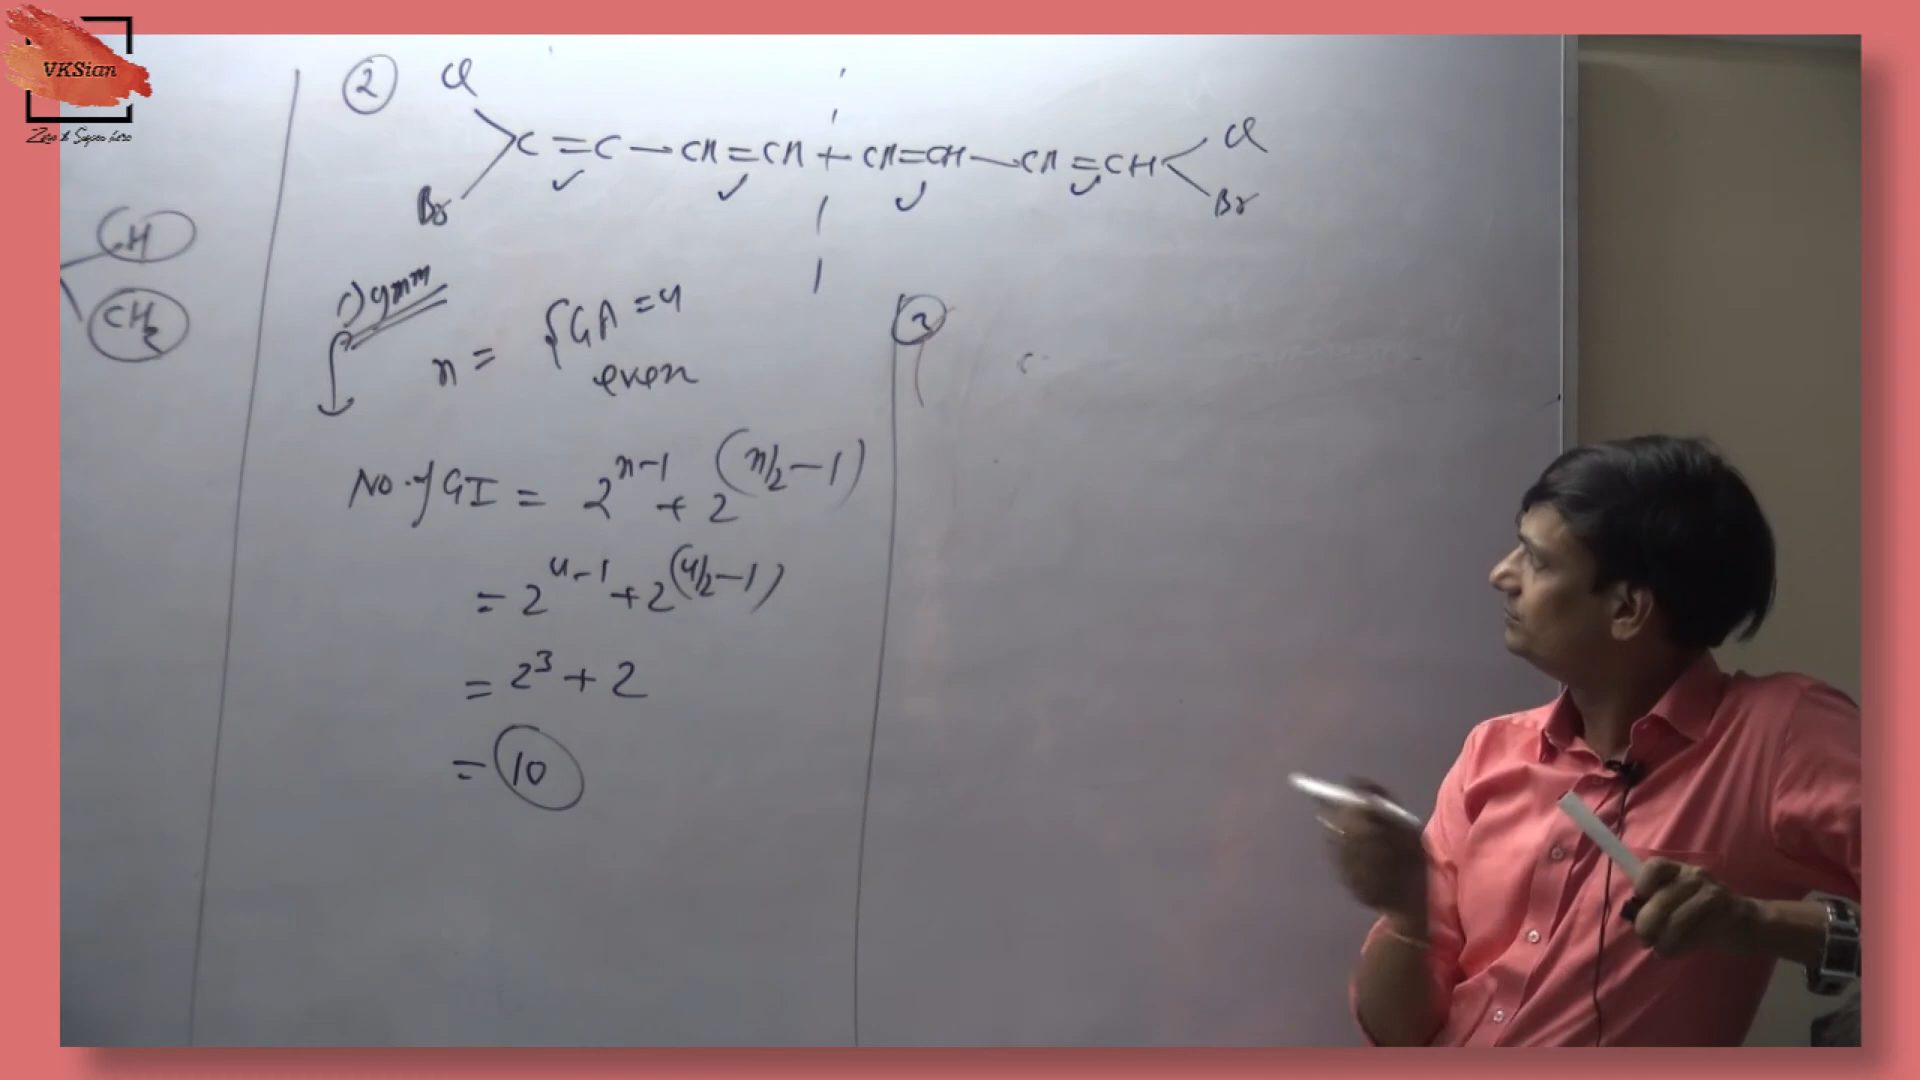 VKSian
②
Cl
C=C-CH=CH+CH=CH-CH=CH
Cl
Br
Br
H
CH₂
Symm
n =
GA = 4
even
③
No. of GI = 2^(n-1) + 2^(n/2-1)
= 2^(4-1) + 2^(4/2-1)
= 2^3 + 2
= 10